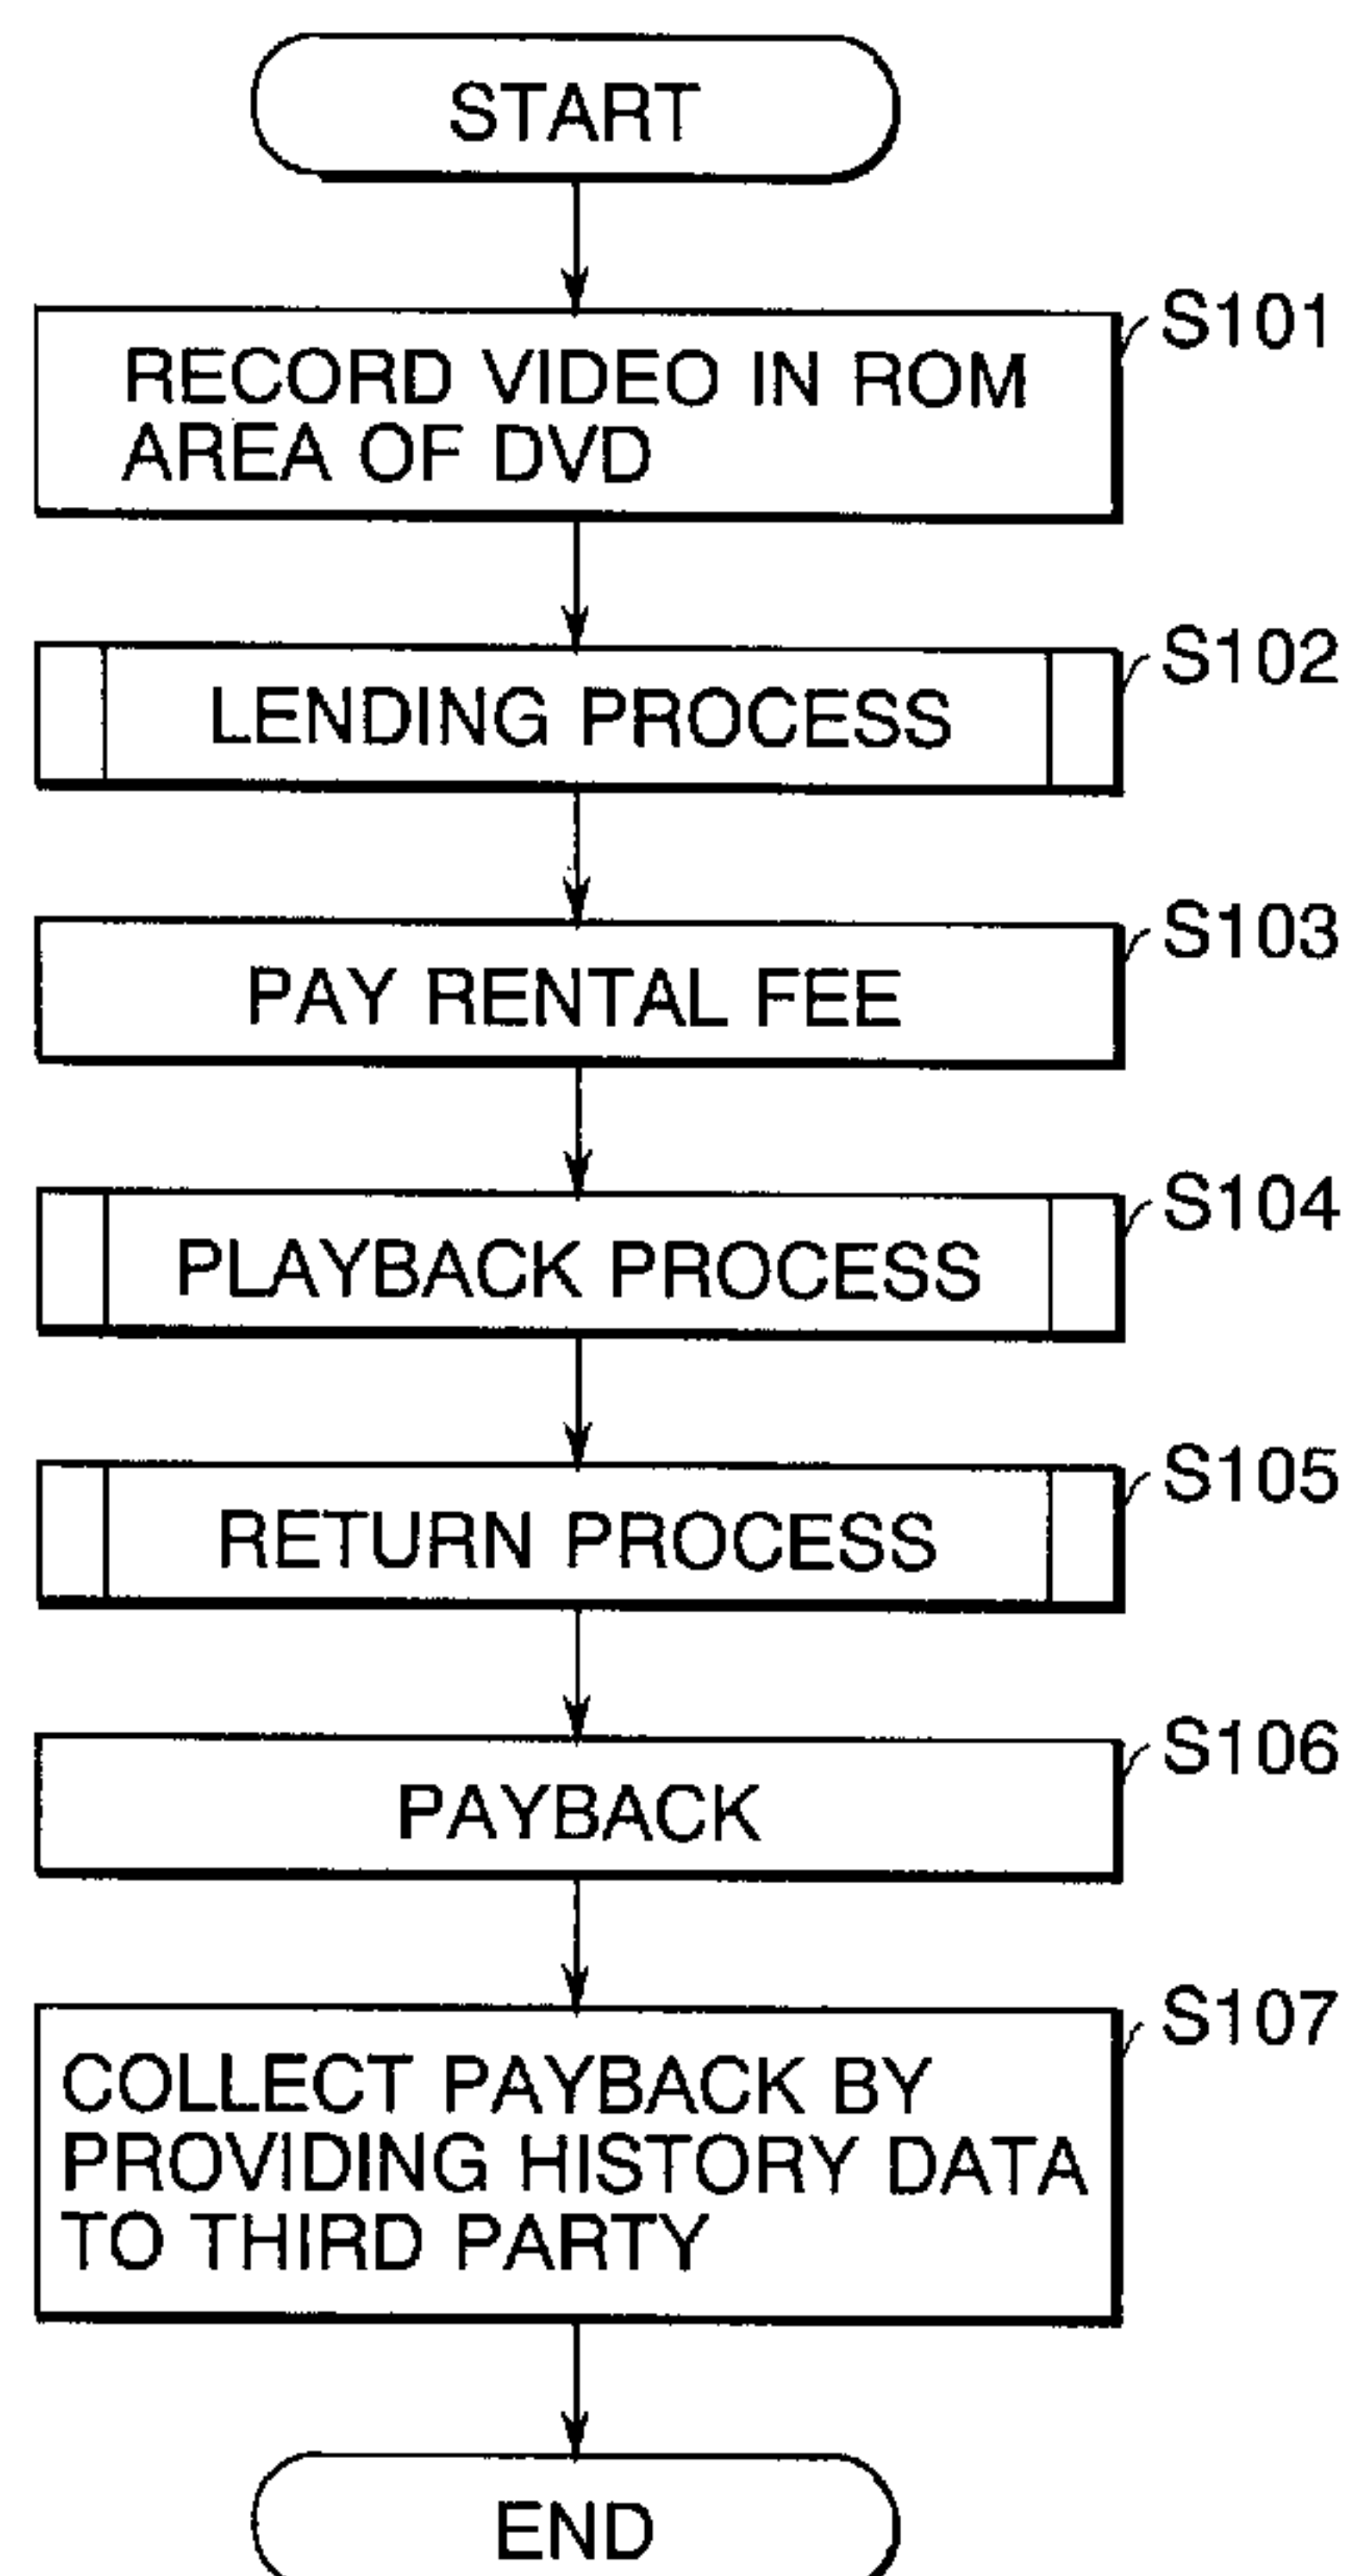 START
S101
RECORD VIDEO IN ROM
AREA OF DVD
S102
LENDING PROCESS
S103
PAY RENTAL FEE
S104
PLAYBACK PROCESS
S105
RETURN PROCESS
S106
PAYBACK
S107
COLLECT PAYBACK BY
PROVIDING HISTORY DATA
TO THIRD PARTY
END